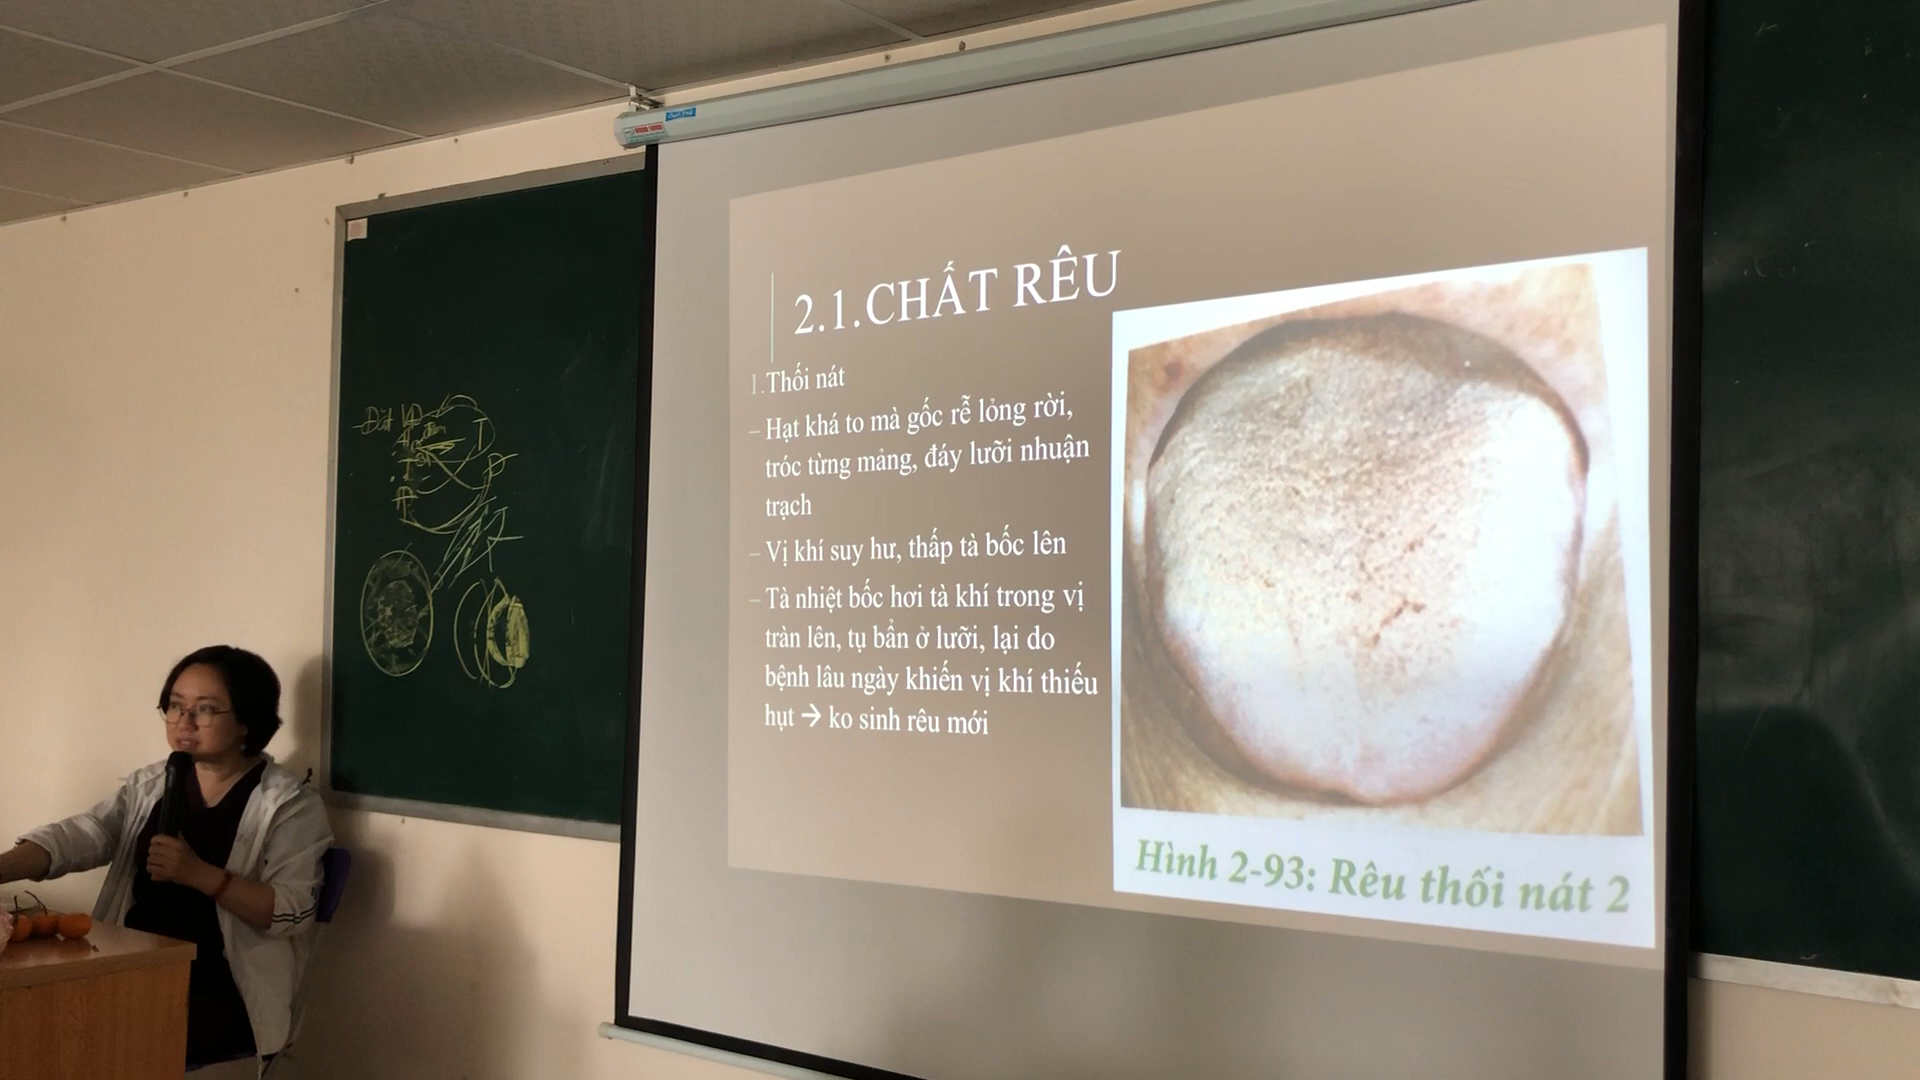 2.1.CHẤT RÊU
1.Thối nát
– Hạt khá to mà gốc rễ lỏng rời,
tróc từng mảng, đáy lưỡi nhuận
trạch
– Vị khí suy hư, thấp tà bốc lên
– Tà nhiệt bốc hơi tà khí trong vị
tràn lên, tụ bẩn ở lưỡi, lại do
bệnh lâu ngày khiến vị khí thiếu
hụt → ko sinh rêu mới
Hình 2-93: Rêu thối nát 2